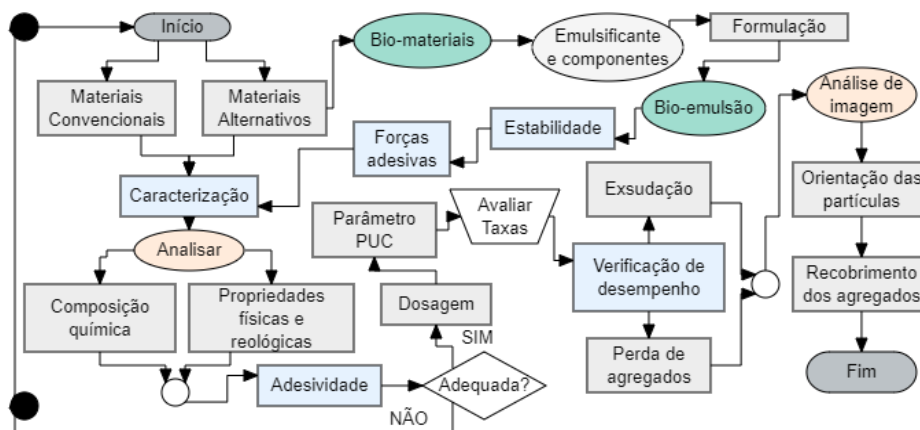 Início
Materiais
Convencionais
Materiais
Alternativos
Bio-materiais
Emulsificante
e componentes
Formulação
Bio-emulsão
Estabilidade
Forças
adesivas
Caracterização
Analisar
Composição
química
Propriedades
físicas e
reológicas
Adesividade
Adequada?
SIM
NÃO
Dosagem
Parâmetro
PUC
Avaliar
Taxas
Verificação de
desempenho
Exsudação
Perda de
agregados
Análise de
imagem
Orientação das
partículas
Recobrimento
dos agregados
Fim